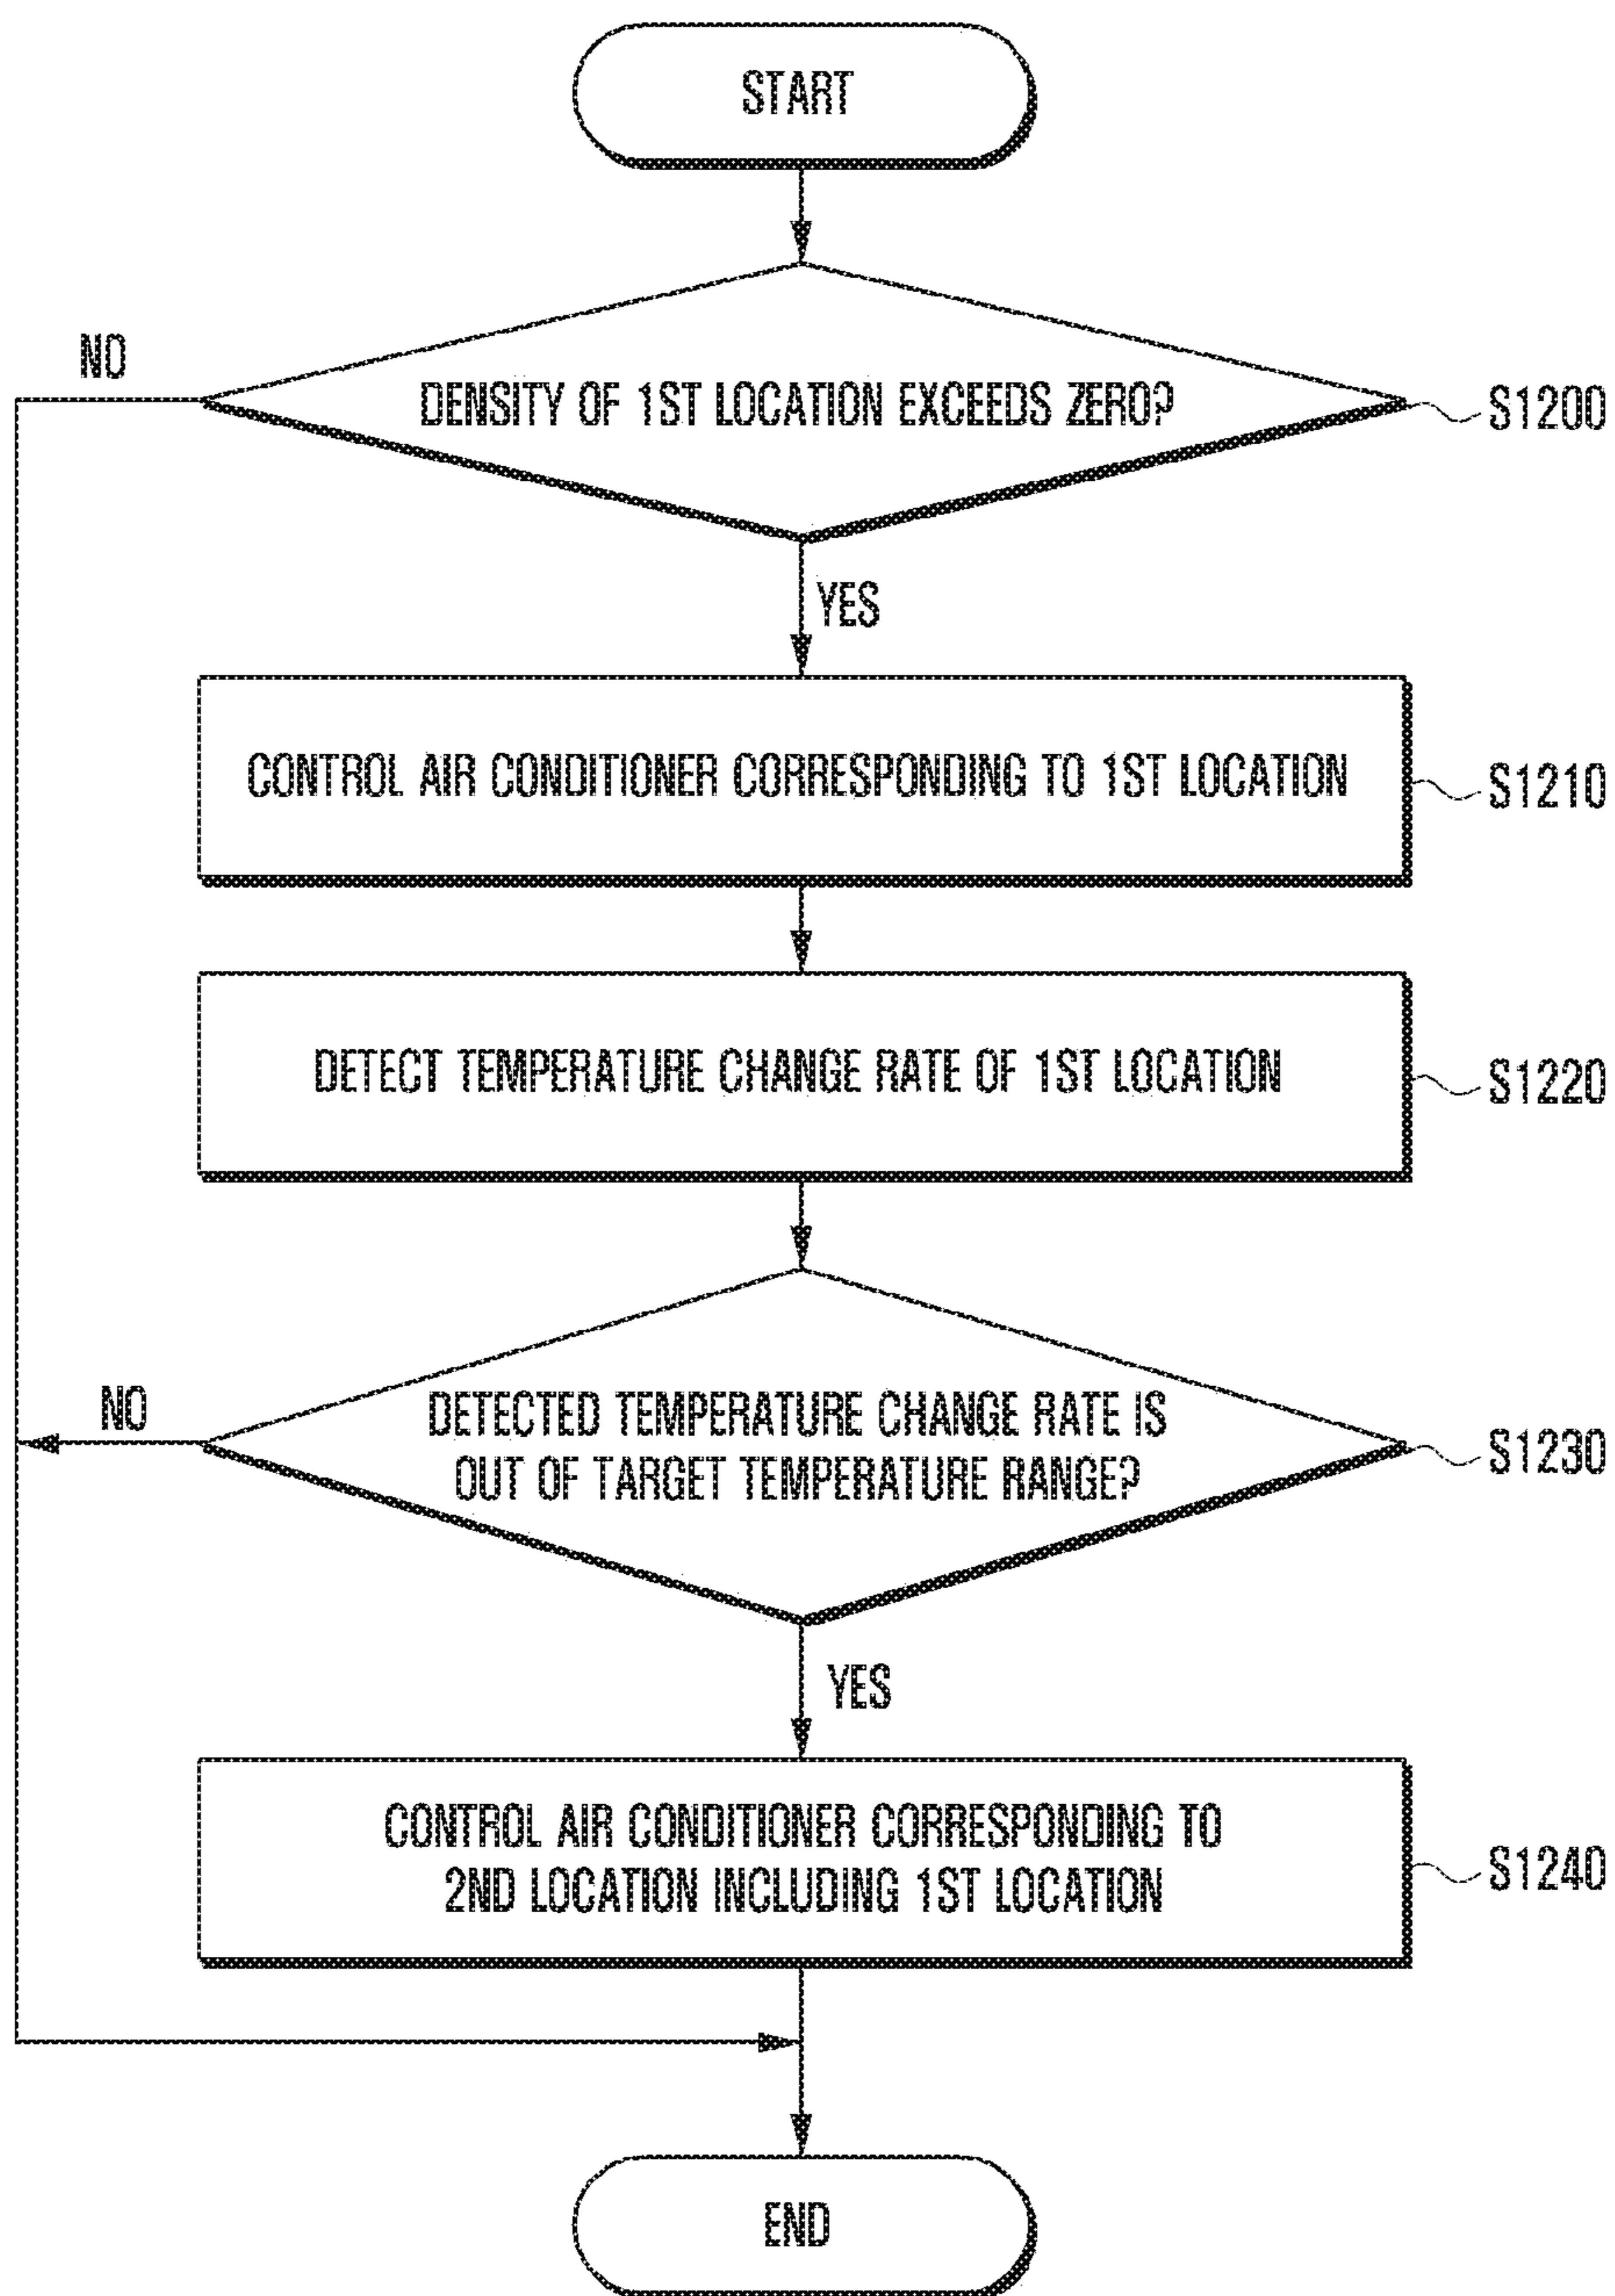 START
NO
DENSITY OF 1ST LOCATION EXCEEDS ZERO?
S1200
YES
CONTROL AIR CONDITIONER CORRESPONDING TO 1ST LOCATION
S1210
DETECT TEMPERATURE CHANGE RATE OF 1ST LOCATION
S1220
NO
DETECTED TEMPERATURE CHANGE RATE IS
OUT OF TARGET TEMPERATURE RANGE?
S1230
YES
CONTROL AIR CONDITIONER CORRESPONDING TO
2ND LOCATION INCLUDING 1ST LOCATION
S1240
END